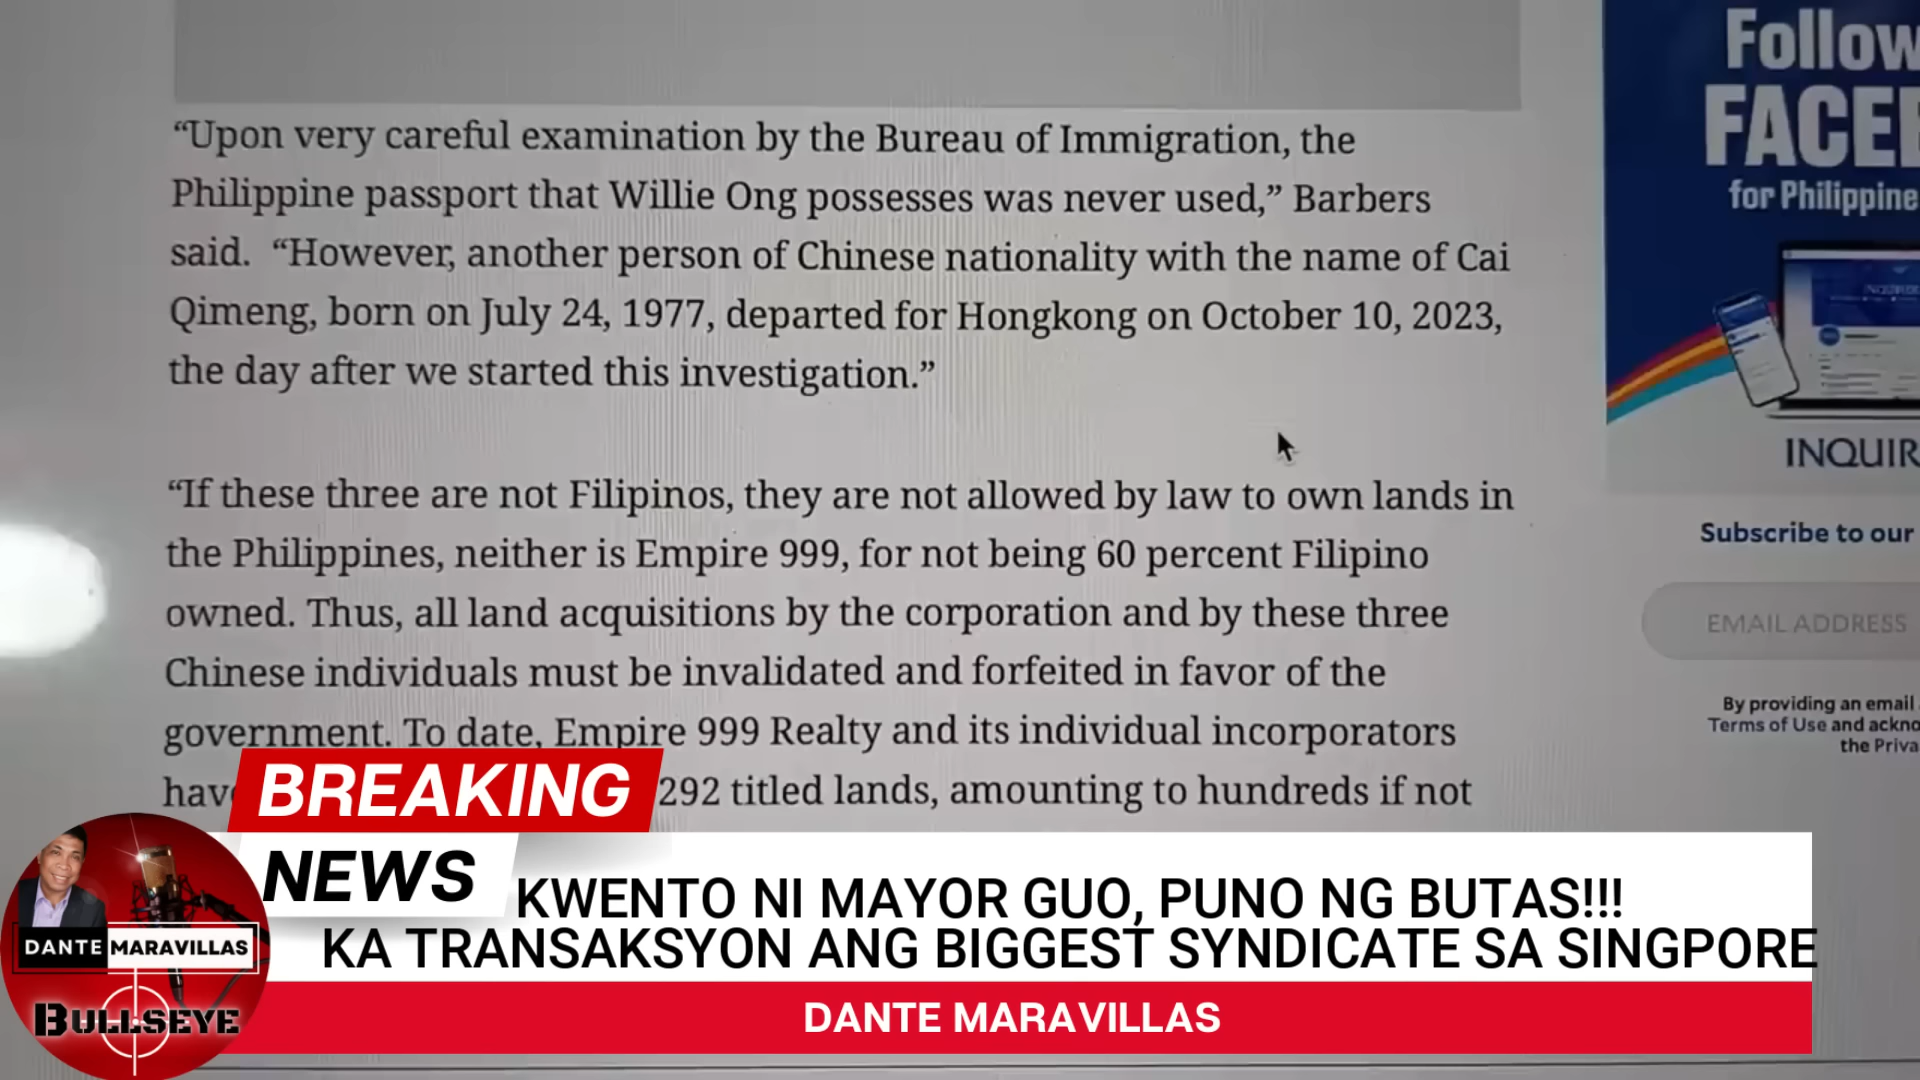 “Upon very careful examination by the Bureau of Immigration, the
Philippine passport that Willie Ong possesses was never used,” Barbers
said. “However, another person of Chinese nationality with the name of Cai
Qimeng, born on July 24, 1977, departed for Hongkong on October 10, 2023,
the day after we started this investigation.”
“If these three are not Filipinos, they are not allowed by law to own lands in
the Philippines, neither is Empire 999, for not being 60 percent Filipino
owned. Thus, all land acquisitions by the corporation and by these three
Chinese individuals must be invalidated and forfeited in favor of the
government. To date, Empire 999 Realty and its individual incorporators
292 titled lands, amounting to hundreds if not
Follow
for Philippine
INQUIR
Subscribe to our
EMAIL ADDRESS
By providing an email
Terms of Use and ackno
the Priva
BREAKING
NEWS
KWENTO NI MAYOR GUO, PUNO NG BUTAS!!!
KA TRANSAKSYON ANG BIGGEST SYNDICATE SA SINGPORE
DANTE MARAVILLAS
DANTE MARAVILLAS
BULLSEYE